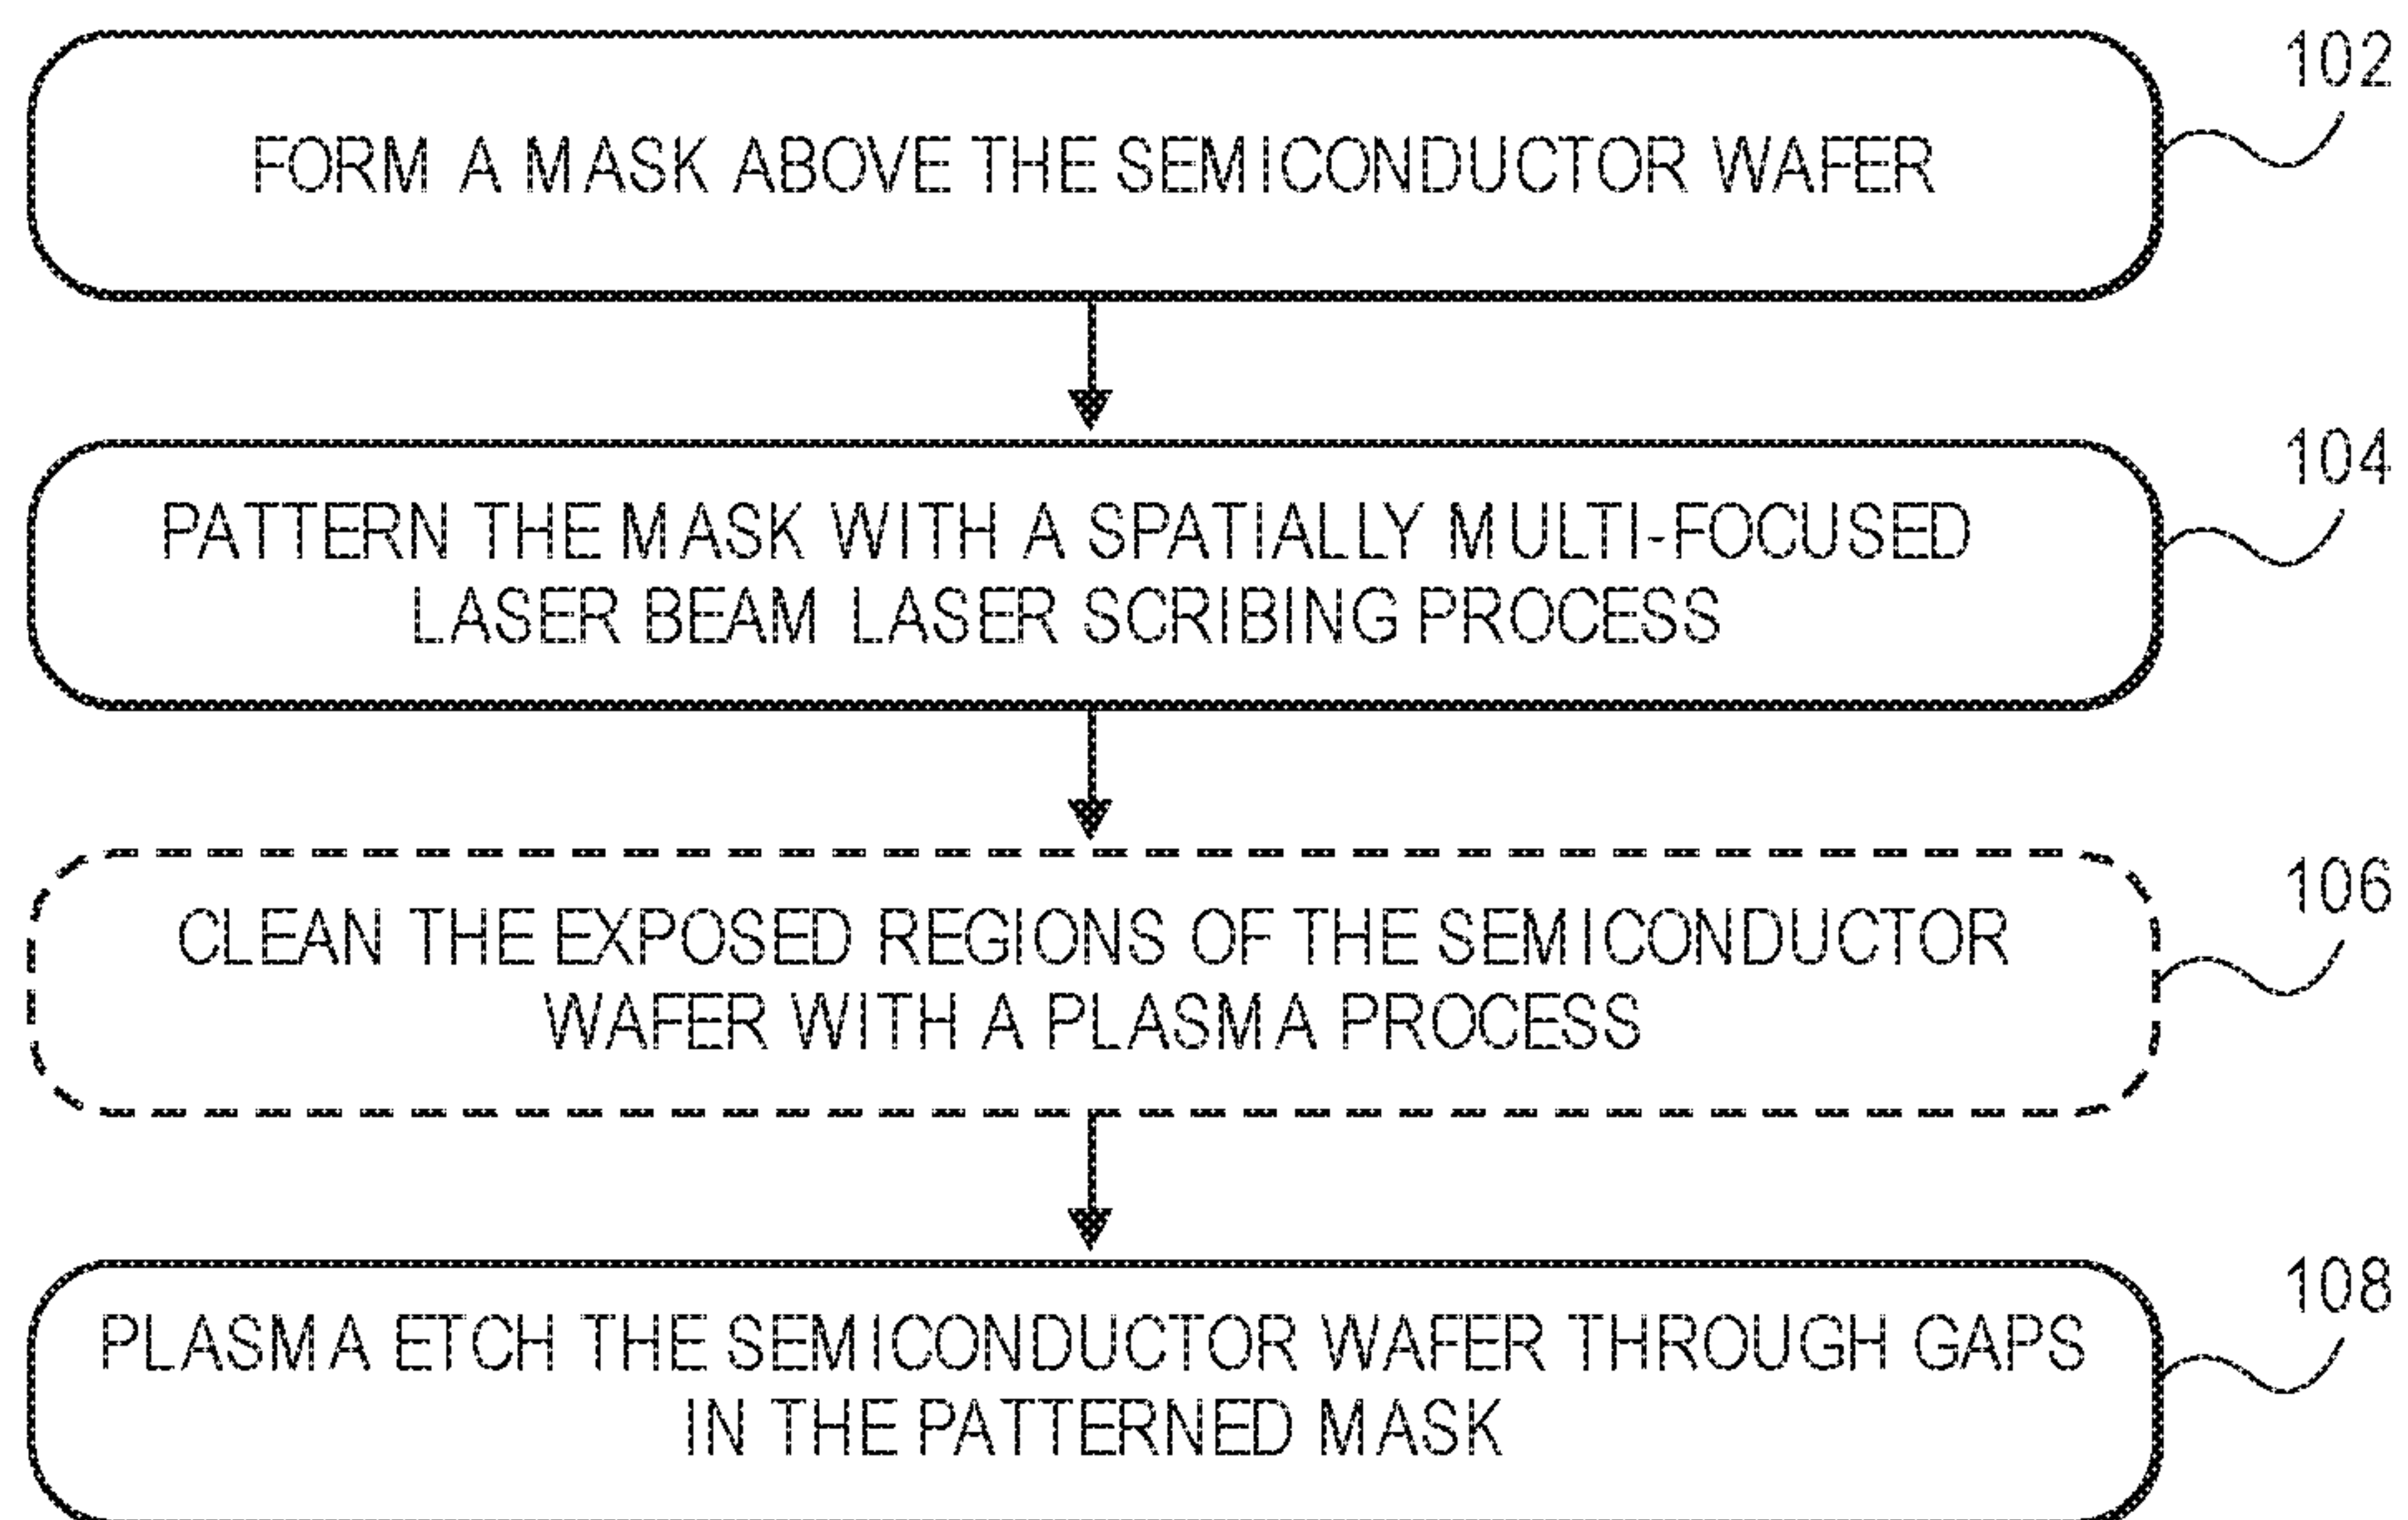 102
FORM A MASK ABOVE THE SEMICONDUCTOR WAFER
104
PATTERN THE MASK WITH A SPATIALLY MULTI-FOCUSED
LASER BEAM LASER SCRIBING PROCESS
106
CLEAN THE EXPOSED REGIONS OF THE SEMICONDUCTOR
WAFER WITH A PLASMA PROCESS
108
PLASMA ETCH THE SEMICONDUCTOR WAFER THROUGH GAPS
IN THE PATTERNED MASK